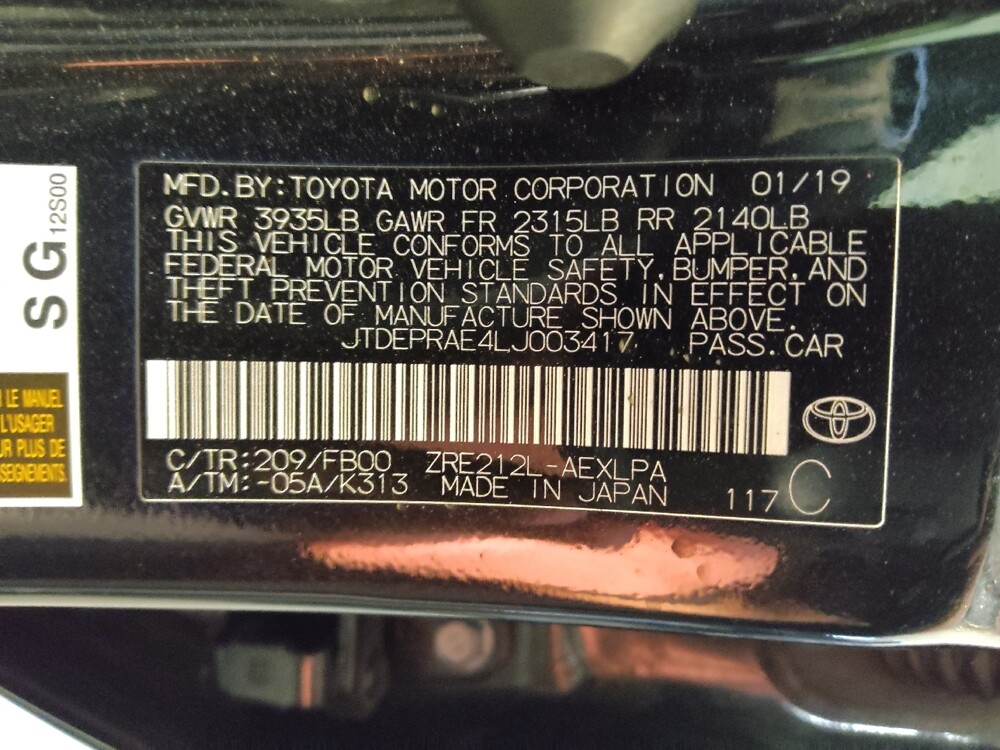 MFD.BY:TOYOTA MOTOR CORPORATION 01/19
GVWR 3935LB GAWR FR 2315LB RR 2140LB
THIS VEHICLE CONFORMS TO ALL APPLICABLE
FEDERAL MOTOR VEHICLE SAFETY, BUMPER, AND
THEFT PREVENTION STANDARDS IN EFFECT ON
THE DATE OF MANUFACTURE SHOWN ABOVE.
JTDEPRAE4LJ003417 PASS.CAR
C/TR:209/FB00 ZRE212L-AEXLPA
A/TM:-05A/K313 MADE IN JAPAN 117 C
SG 12S00
LE MANUEL
L'USAGER
PLUS DE